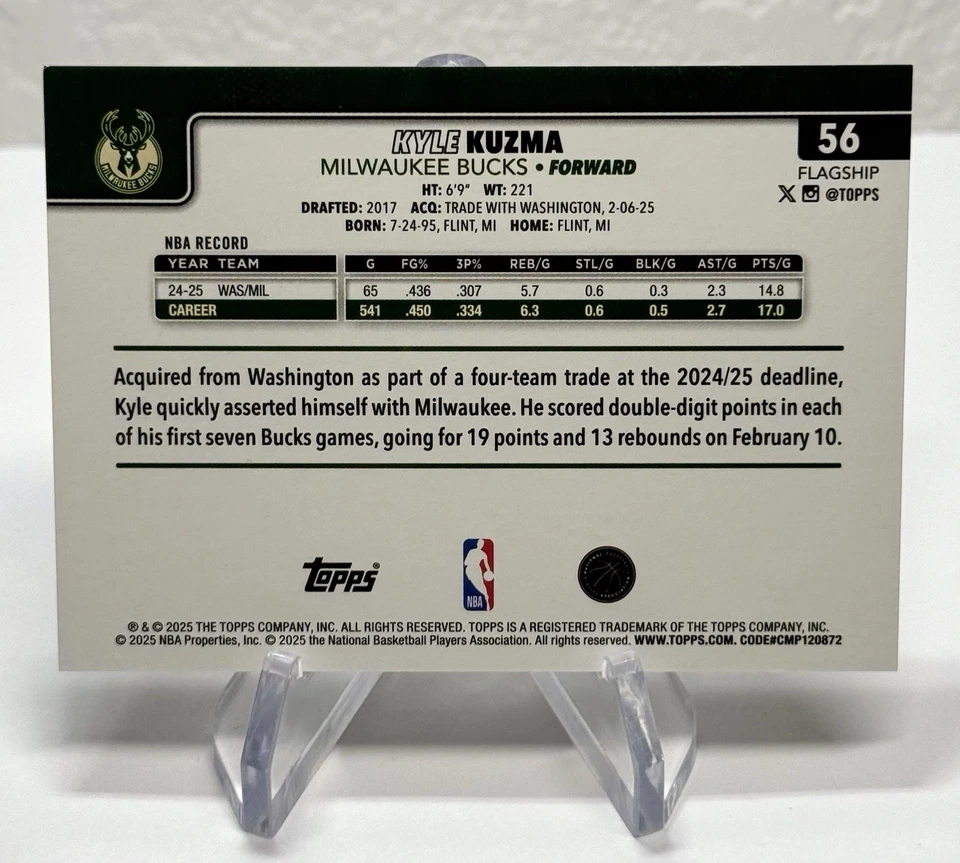 MILWAUKEE BUCKS
KYLE KUZMA
56
MILWAUKEE BUCKS • FORWARD
FLAGSHIP
HT: 6'9" WT: 221
X @TOPPS
DRAFTED: 2017 ACQ: TRADE WITH WASHINGTON, 2-06-25
BORN: 7-24-95, FLINT, MI HOME: FLINT, MI
NBA RECORD
YEAR TEAM G FG% 3P% REB/G STL/G BLK/G AST/G PTS/G
24-25 WAS/MIL 65 .436 .307 5.7 0.6 0.3 2.3 14.8
CAREER 541 .450 .334 6.3 0.6 0.5 2.7 17.0
Acquired from Washington as part of a four-team trade at the 2024/25 deadline,
Kyle quickly asserted himself with Milwaukee. He scored double-digit points in each
of his first seven Bucks games, going for 19 points and 13 rebounds on February 10.
Topps®
NBA
® & © 2025 THE TOPPS COMPANY, INC. ALL RIGHTS RESERVED. TOPPS IS A REGISTERED TRADEMARK OF THE TOPPS COMPANY, INC.
© 2025 NBA Properties, Inc. © 2025 the National Basketball Players Association. All rights reserved. WWW.TOPPS.COM. CODE#CMP120872